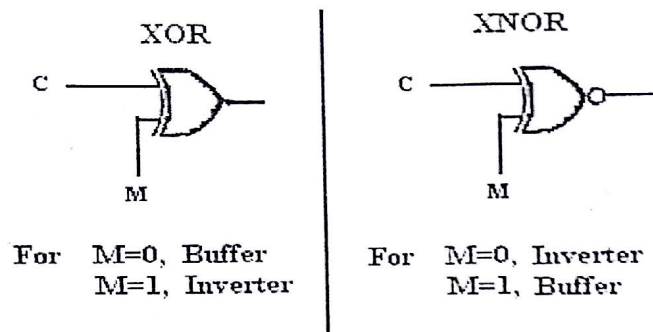 XOR
C
M
For M=0, Buffer
M=1, Inverter
XNOR
C
M
For M=0, Inverter
M=1, Buffer